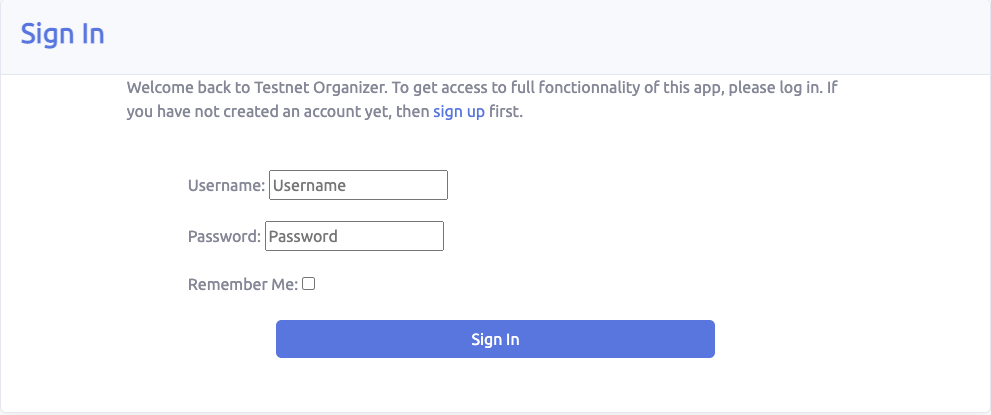 Sign In
Welcome back to Testnet Organizer. To get access to full fonctionnality of this app, please log in. If
you have not created an account yet, then sign up first.
Username: Username
Password: Password
Remember Me:
Sign In